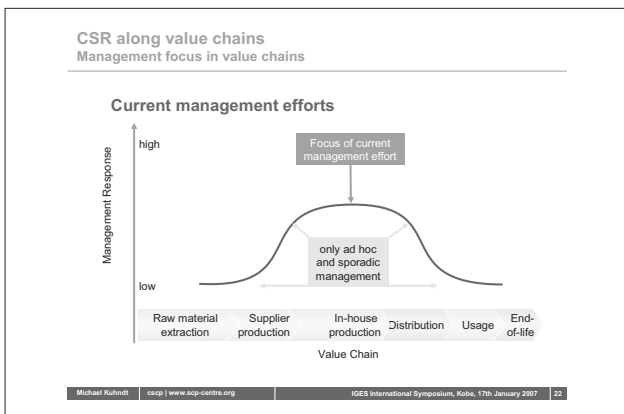 CSR along value chains
Management focus in value chains
Current management efforts
Management Response
high
low
Focus of current
management effort
only ad hoc
and sporadic
management
Raw material
extraction
Supplier
production
In-house
production
Distribution
Usage
End-
of-life
Value Chain
Michael Kuhndt
cscp | www.scp-centre.org
IGES International Symposium, Kobe, 17th January 2007
22